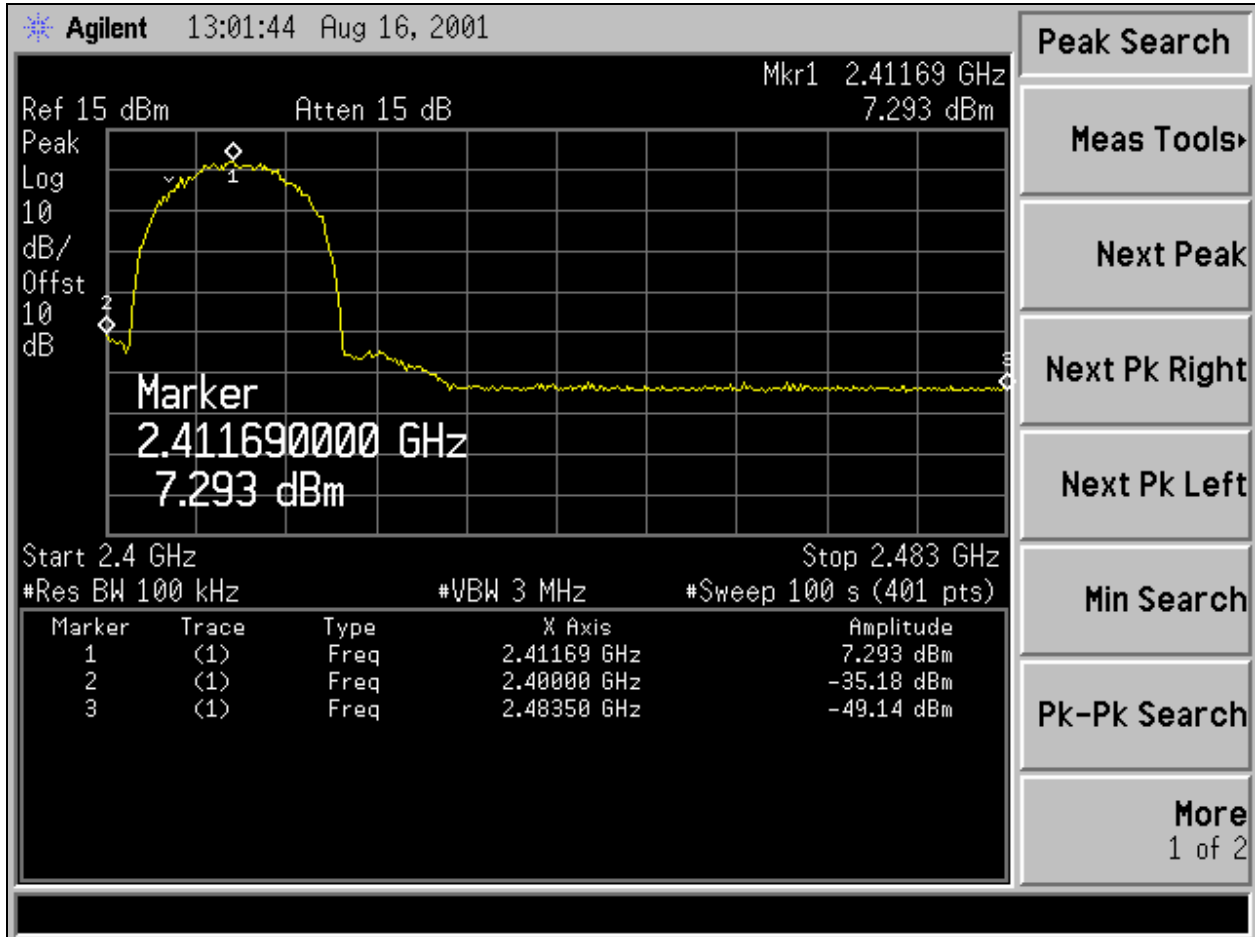 Agilent 13:01:44 Aug 16, 2001
Mkr1 2.41169 GHz
Ref 15 dBm Atten 15 dB 7.293 dBm
Peak
Log
10
dB/
Offst
10
dB
1
2
3
Marker
2.411690000 GHz
7.293 dBm
Start 2.4 GHz Stop 2.483 GHz
#Res BW 100 kHz #VBW 3 MHz #Sweep 100 s (401 pts)
Marker Trace Type X Axis Amplitude
1 (1) Freq 2.41169 GHz 7.293 dBm
2 (1) Freq 2.40000 GHz -35.18 dBm
3 (1) Freq 2.48350 GHz -49.14 dBm
Peak Search
Meas Tools
Next Peak
Next Pk Right
Next Pk Left
Min Search
Pk-Pk Search
More
1 of 2